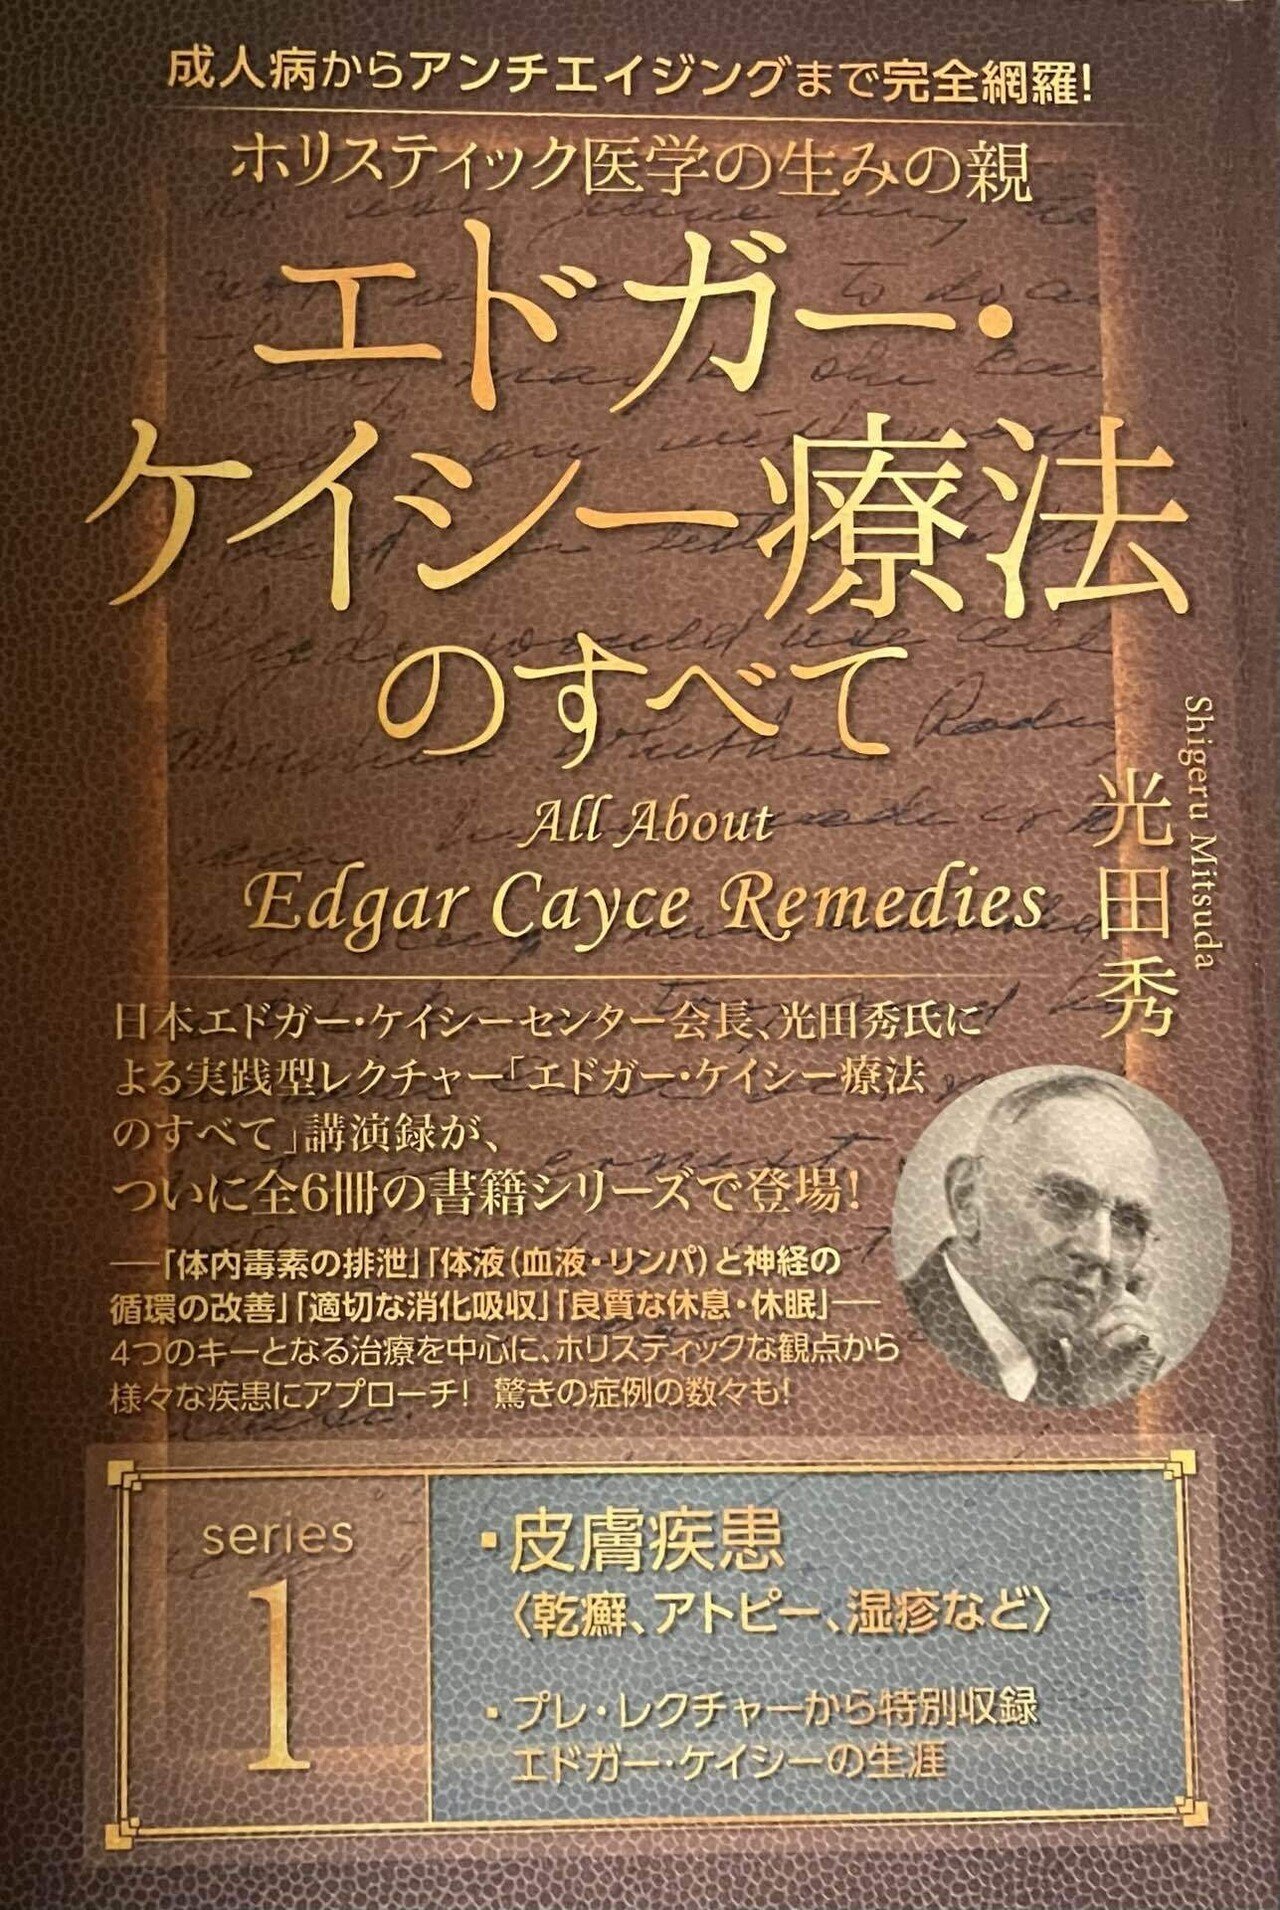 成人病からアンチエイジングまで完全網羅!
ホリスティック医学の生みの親
エドガー・
ケイシー療法
のすべて
All About
Edgar Cayce Remedies
Shigeru Mitsuda
光田秀
日本エドガー・ケイシーセンター会長、光田秀氏に
よる実践型レクチャー「エドガー・ケイシー療法
のすべて」講演録が、
ついに全6冊の書籍シリーズで登場!
──「体内毒素の排泄」「体液(血液・リンパ)と神経の
循環の改善」「適切な消化吸収」「良質な休息・休眠」──
4つのキーとなる治療を中心に、ホリスティックな観点から
様々な疾患にアプローチ! 驚きの症例の数々も!
series
1
・皮膚疾患
〈乾癬、アトピー、湿疹など〉
・プレ・レクチャーから特別収録
エドガー・ケイシーの生涯